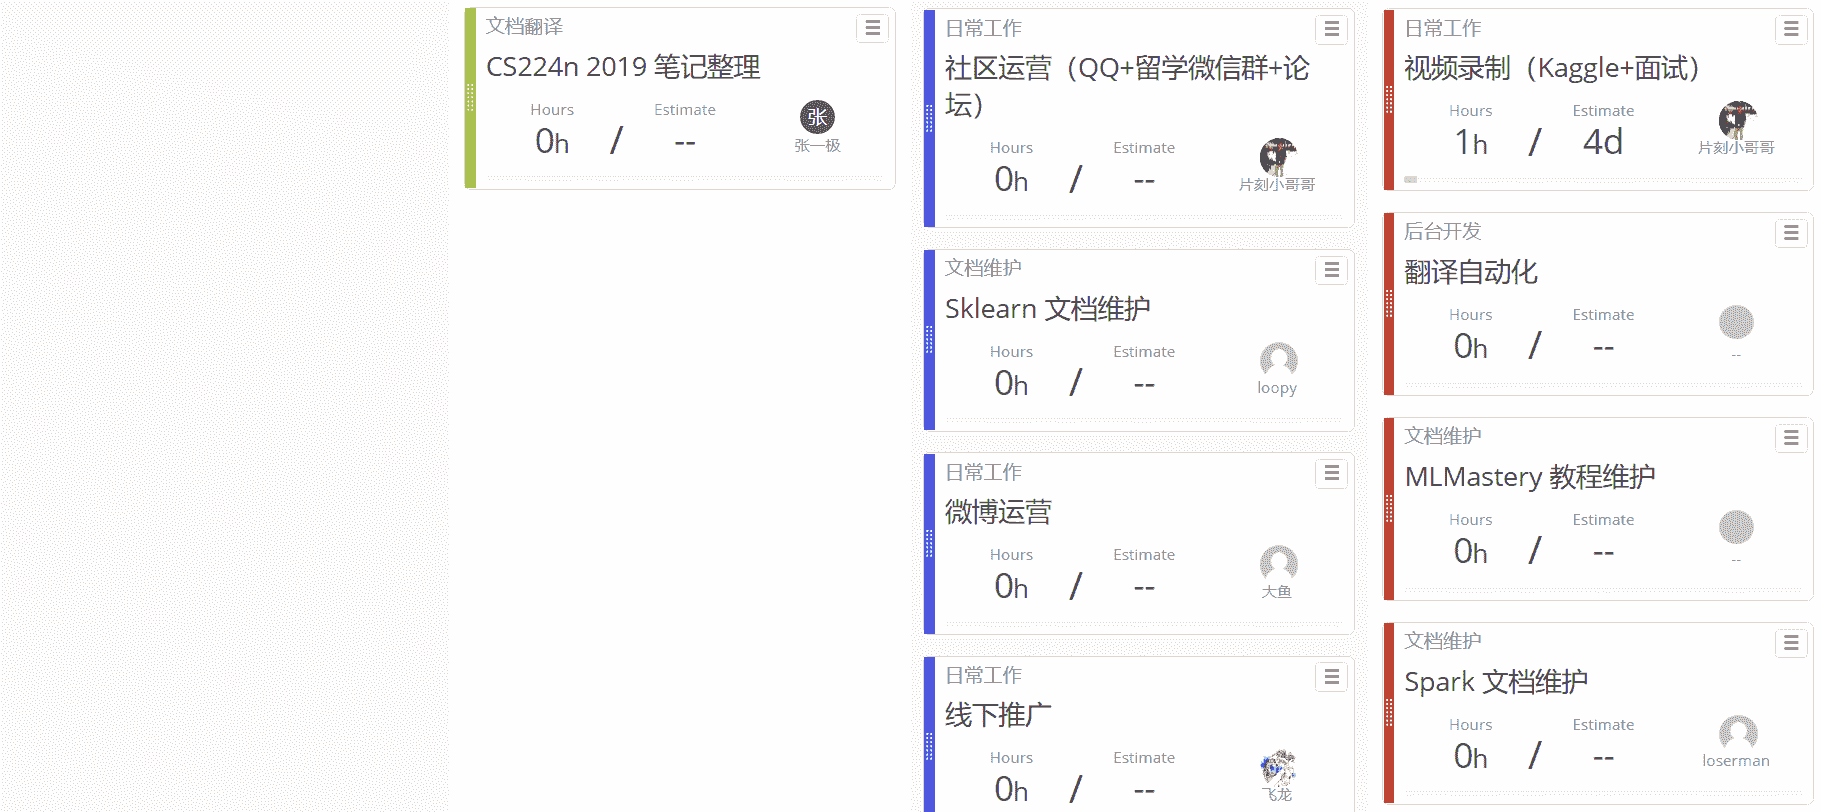 文档翻译
CS224n 2019 笔记整理
Hours
Estimate
0h / --
张
张一极
日常工作
社区运营（QQ+留学微信群+论
坛）
Hours
Estimate
0h / --
片刻小哥哥
文档维护
Sklearn 文档维护
Hours
Estimate
0h / --
loopy
日常工作
微博运营
Hours
Estimate
0h / --
大鱼
日常工作
线下推广
Hours
Estimate
0h / --
飞龙
日常工作
视频录制（Kaggle+面试）
Hours
Estimate
1h / 4d
片刻小哥哥
后台开发
翻译自动化
Hours
Estimate
0h / --
--
文档维护
MLMastery 教程维护
Hours
Estimate
0h / --
--
文档维护
Spark 文档维护
Hours
Estimate
0h / --
loserman